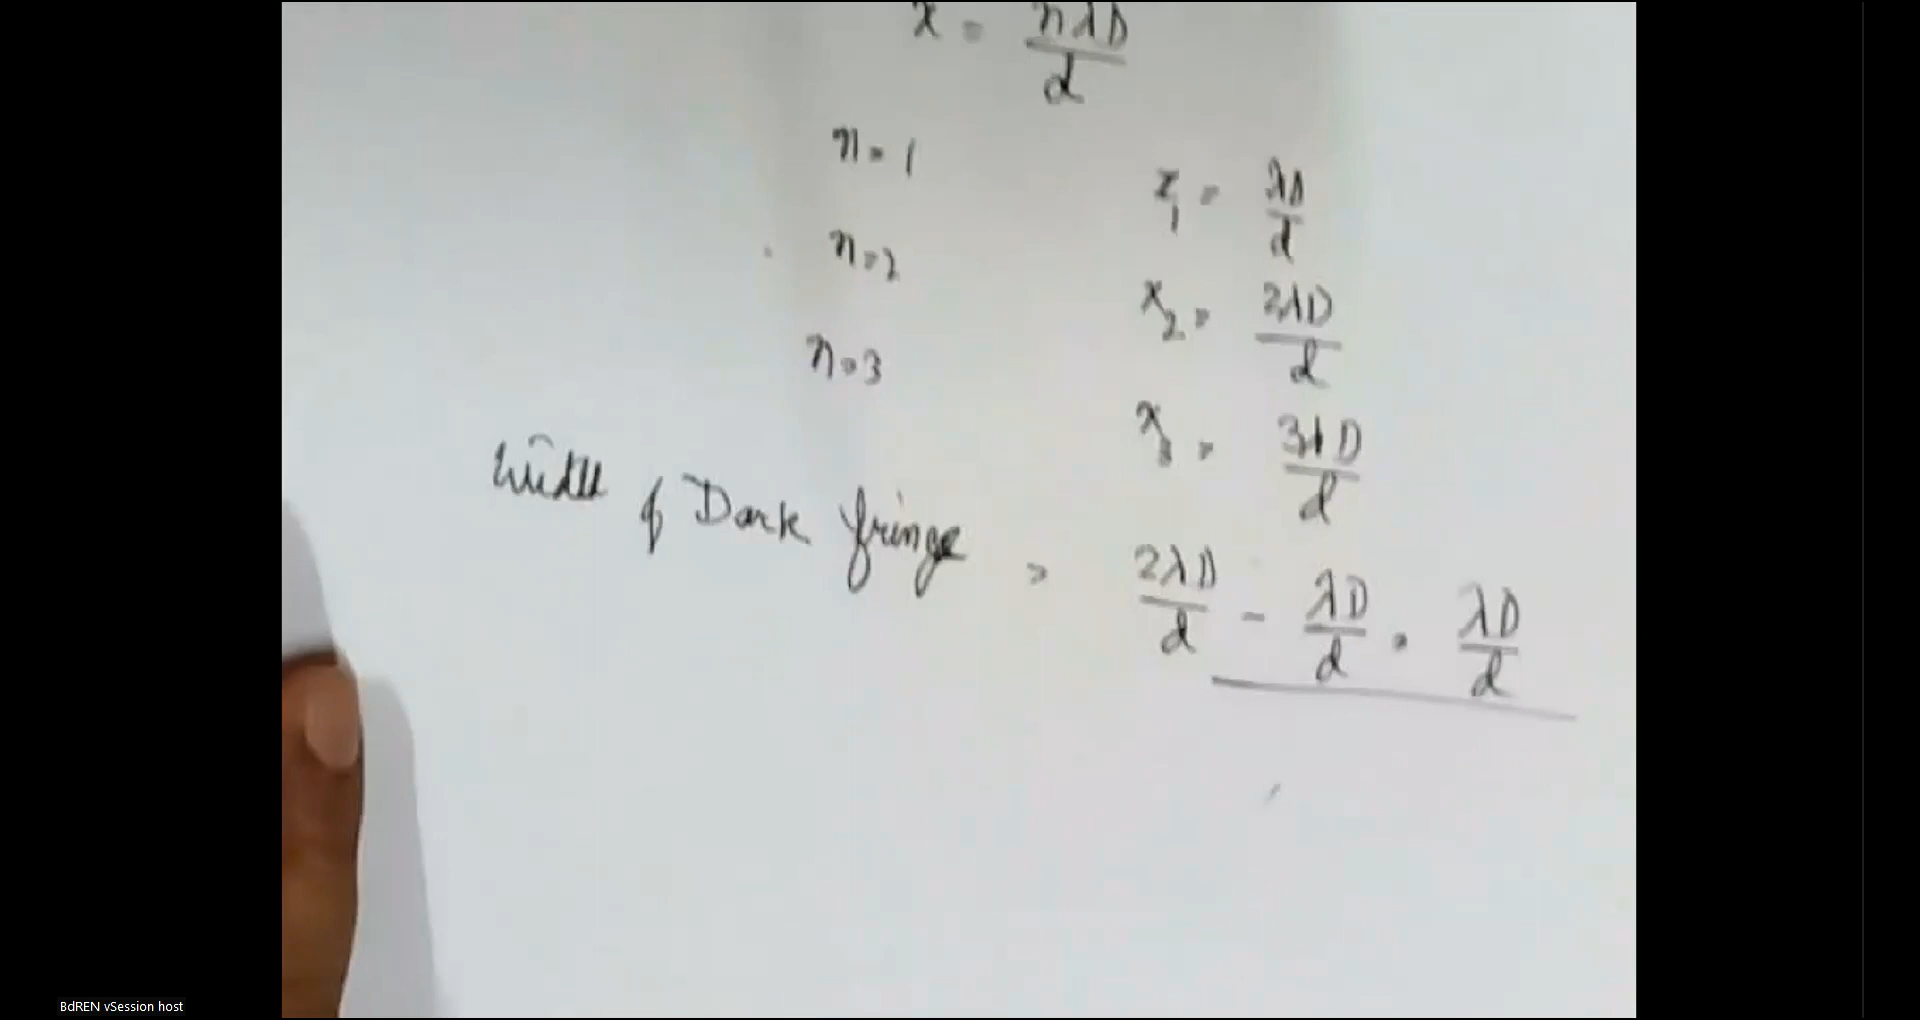 x = nλD/d
n=1 x₁ = λD/d
n=2 x₂ = 2λD/d
n=3 x₃ = 3λD/d
Width of Dark fringe = 2λD/d - λD/d = λD/d
BdREN vSession host